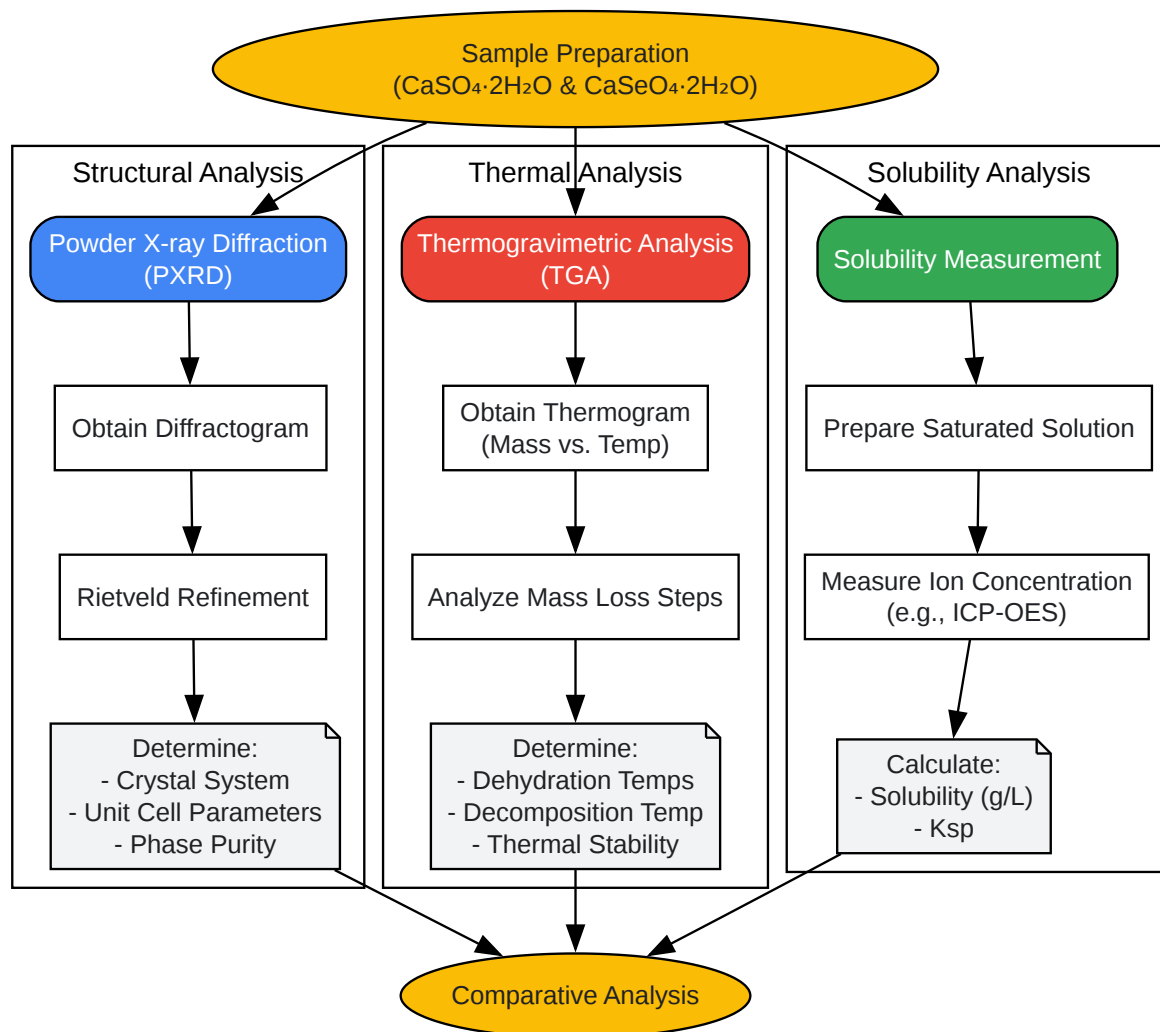 Sample Preparation
(CaSO₄·2H₂O & CaSeO₄·2H₂O)
Structural Analysis
Powder X-ray Diffraction
(PXRD)
Obtain Diffractogram
Rietveld Refinement
Determine:
- Crystal System
- Unit Cell Parameters
- Phase Purity
Thermal Analysis
Thermogravimetric Analysis
(TGA)
Obtain Thermogram
(Mass vs. Temp)
Analyze Mass Loss Steps
Determine:
- Dehydration Temps
- Decomposition Temp
- Thermal Stability
Solubility Analysis
Solubility Measurement
Prepare Saturated Solution
Measure Ion Concentration
(e.g., ICP-OES)
Calculate:
- Solubility (g/L)
- Ksp
Comparative Analysis